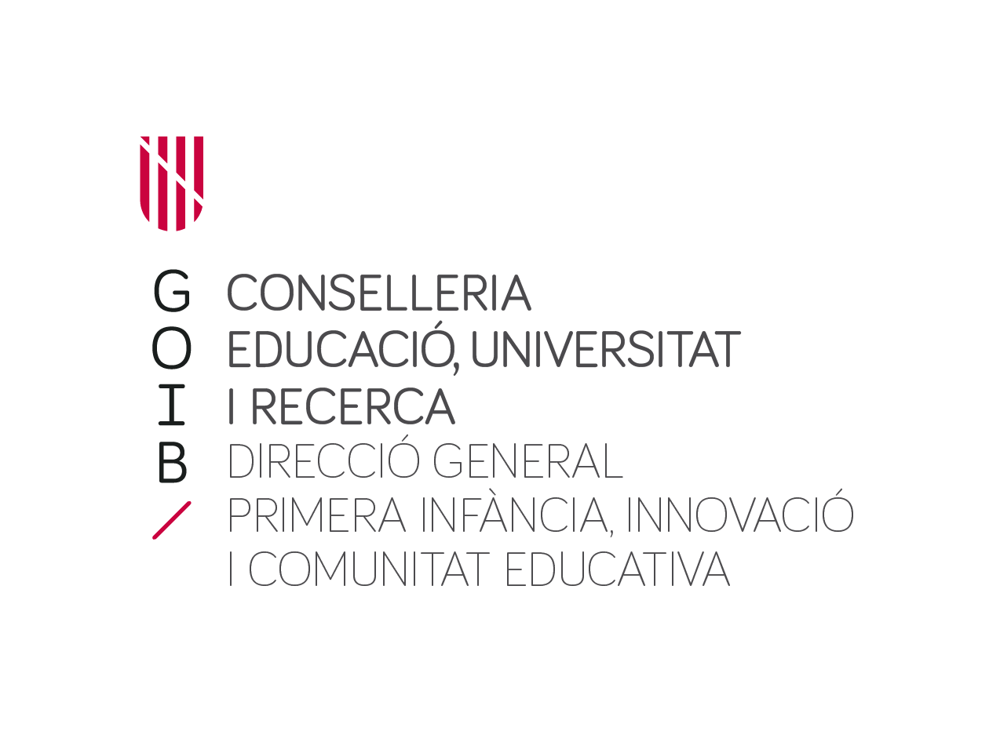 G CONSELLERIA
O EDUCACIÓ, UNIVERSITAT
I I RECERCA
B DIRECCIÓ GENERAL
/ PRIMERA INFÀNCIA, INNOVACIÓ
I COMUNITAT EDUCATIVA